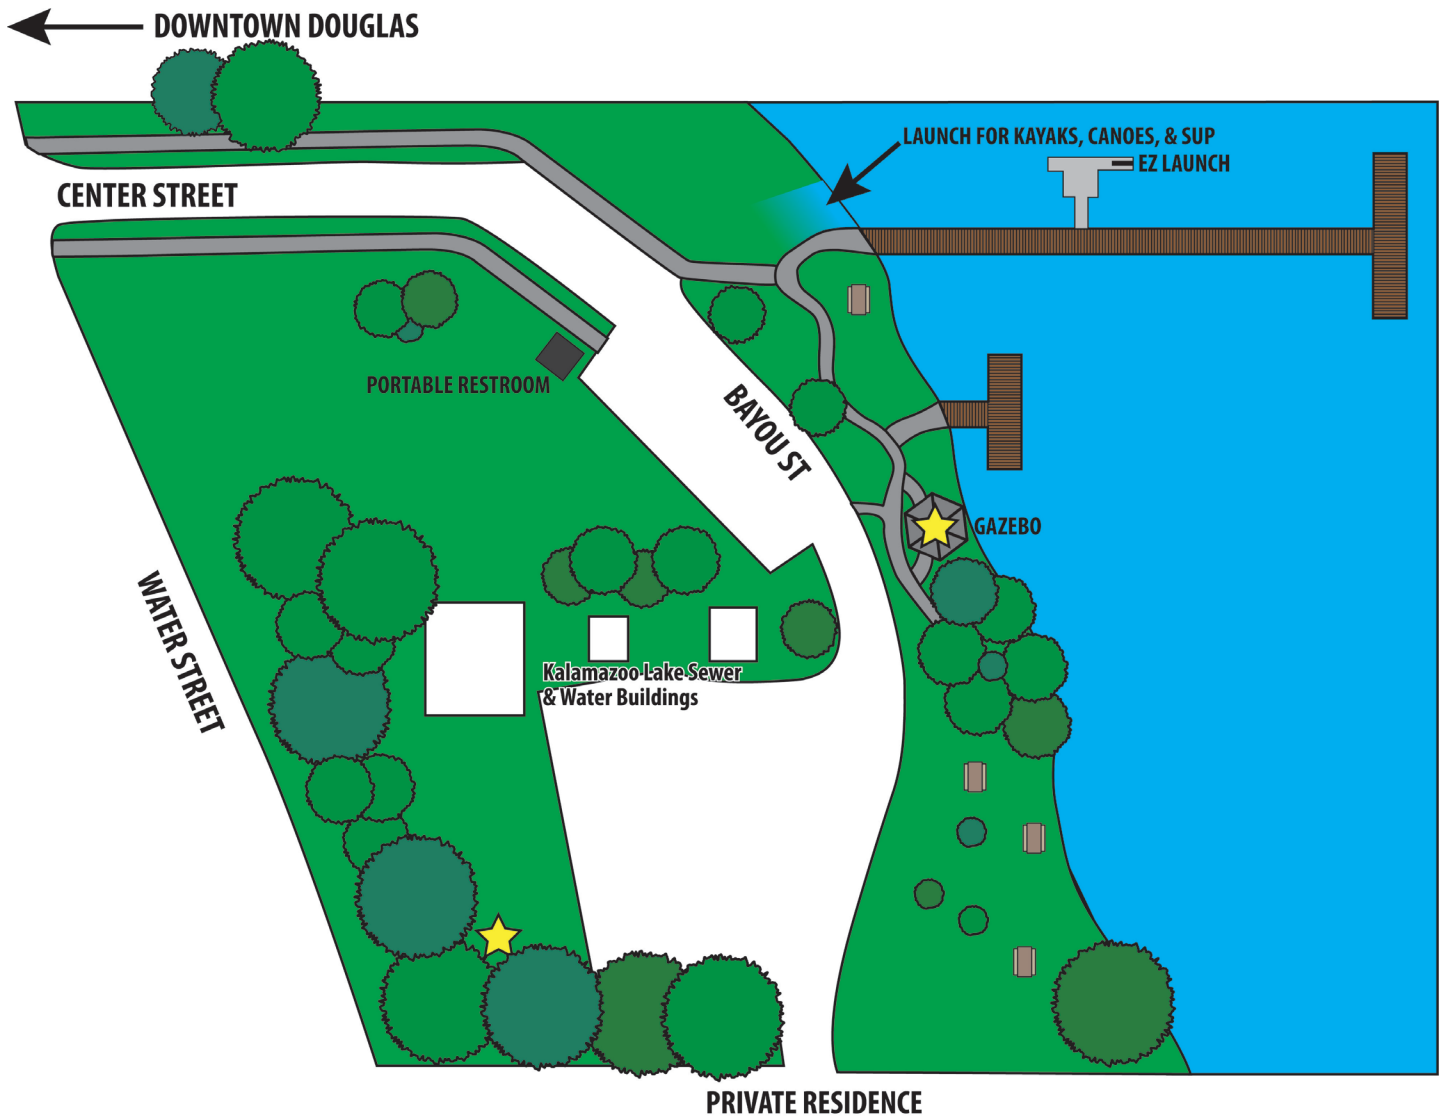 DOWNTOWN DOUGLAS
LAUNCH FOR KAYAKS, CANOES, & SUP
EZ LAUNCH
CENTER STREET
PORTABLE RESTROOM
BAYOU ST
GAZEBO
WATER STREET
Kalamazoo Lake Sewer
& Water Buildings
PRIVATE RESIDENCE